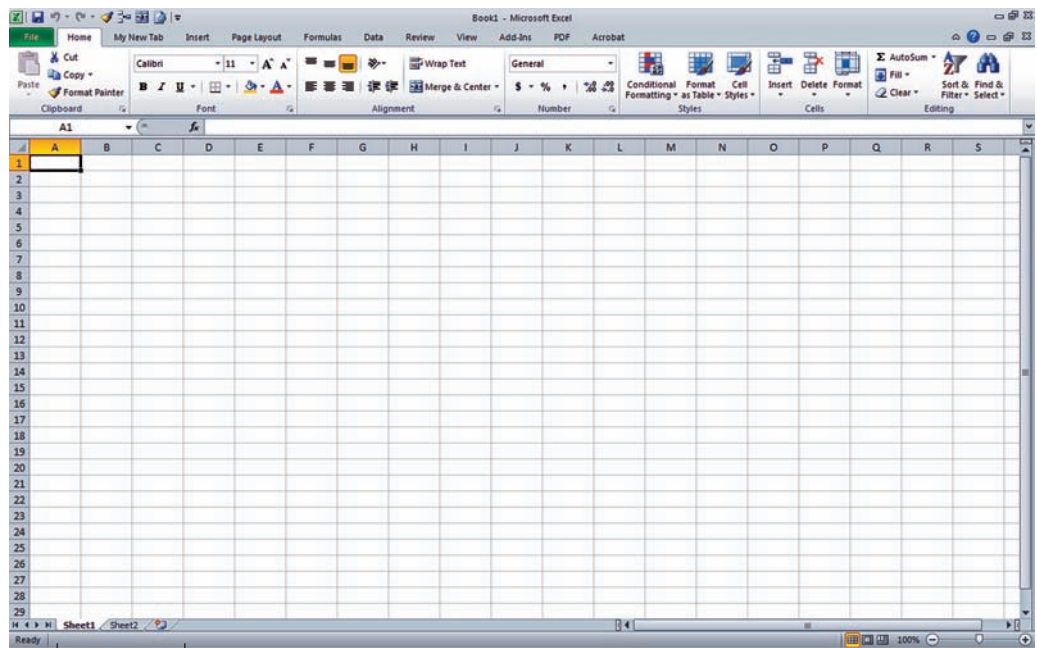 Book1 - Microsoft Excel
File Home My New Tab Insert Page Layout Formulas Data Review View Add-Ins PDF Acrobat
Paste
Cut
Copy
Format Painter
Clipboard
Calibri 11 A A
B I U A
Font
Wrap Text
Merge & Center
Alignment
General
$ % ,
Number
Conditional Formatting
Format as Table
Cell Styles
Styles
Insert Delete Format
Cells
Σ AutoSum
Fill
Clear
Sort & Filter
Find & Select
Editing
A1 fx
A B C D E F G H I J K L M N O P Q R S
1
2
3
4
5
6
7
8
9
10
11
12
13
14
15
16
17
18
19
20
21
22
23
24
25
26
27
28
29
Sheet1 Sheet2
Ready 100%